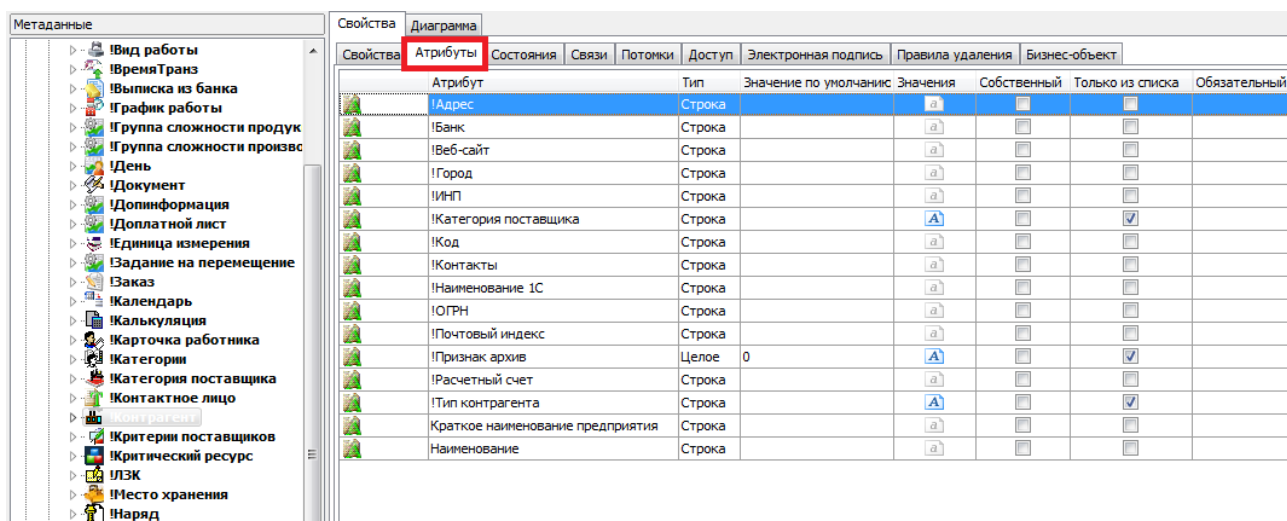 Метаданные
!Вид работы
!ВремяТранз
!Выписка из банка
!График работы
!Группа сложности продук
!Группа сложности произво
!День
!Документ
!Допинформация
!Доплатной лист
!Единица измерения
!Задание на перемещение
!Заказ
!Календарь
!Калькуляция
!Карточка работника
!Категории
!Категория поставщика
!Контактное лицо
!Контрагент
!Критерии поставщиков
!Критический ресурс
!ЛЗК
!Место хранения
!Наряд
Свойства Диаграмма
Свойства Атрибуты Состояния Связи Потомки Доступ Электронная подпись Правила удаления Бизнес-объект
Атрибут Тип Значение по умолчанию Значения Собственный Только из списка Обязательный
!Адрес Строка a
!Банк Строка a
!Веб-сайт Строка a
!Город Строка a
!ИНП Строка a
!Категория поставщика Строка A
!Код Строка a
!Контакты Строка a
!Наименование 1С Строка a
!ОГРН Строка a
!Почтовый индекс Строка a
!Признак архив Целое 0 A
!Расчетный счет Строка a
!Тип контрагента Строка A
Краткое наименование предприятия Строка a
Наименование Строка a